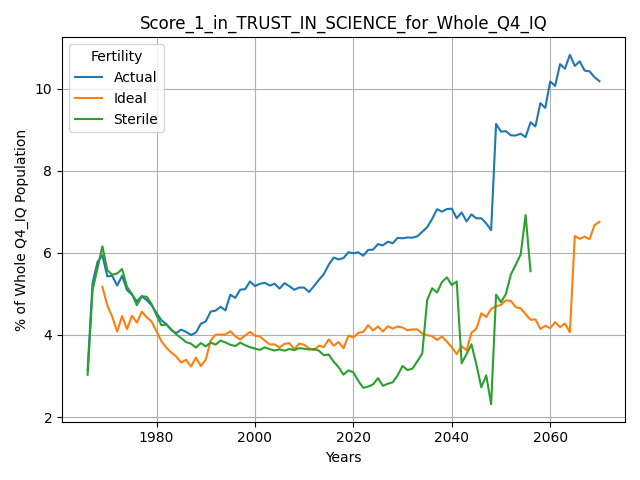 Score_1_in_TRUST_IN_SCIENCE_for_Whole_Q4_IQ
Fertility
Actual
Ideal
Sterile
% of Whole Q4_IQ Population
10
8
6
4
2
1980
2000
2020
2040
2060
Years